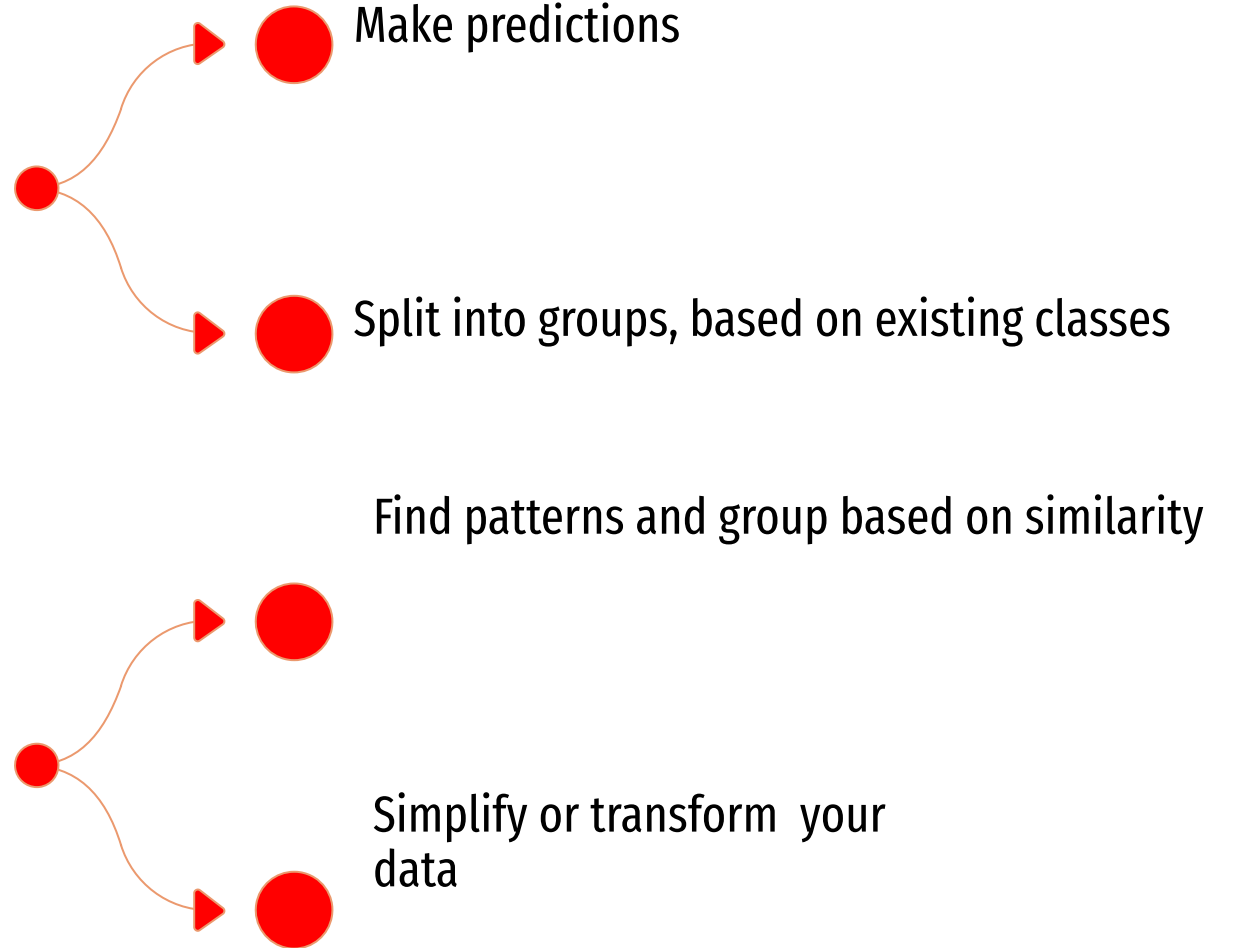 Make predictions
Split into groups, based on existing classes
Find patterns and group based on similarity
Simplify or transform  your
data